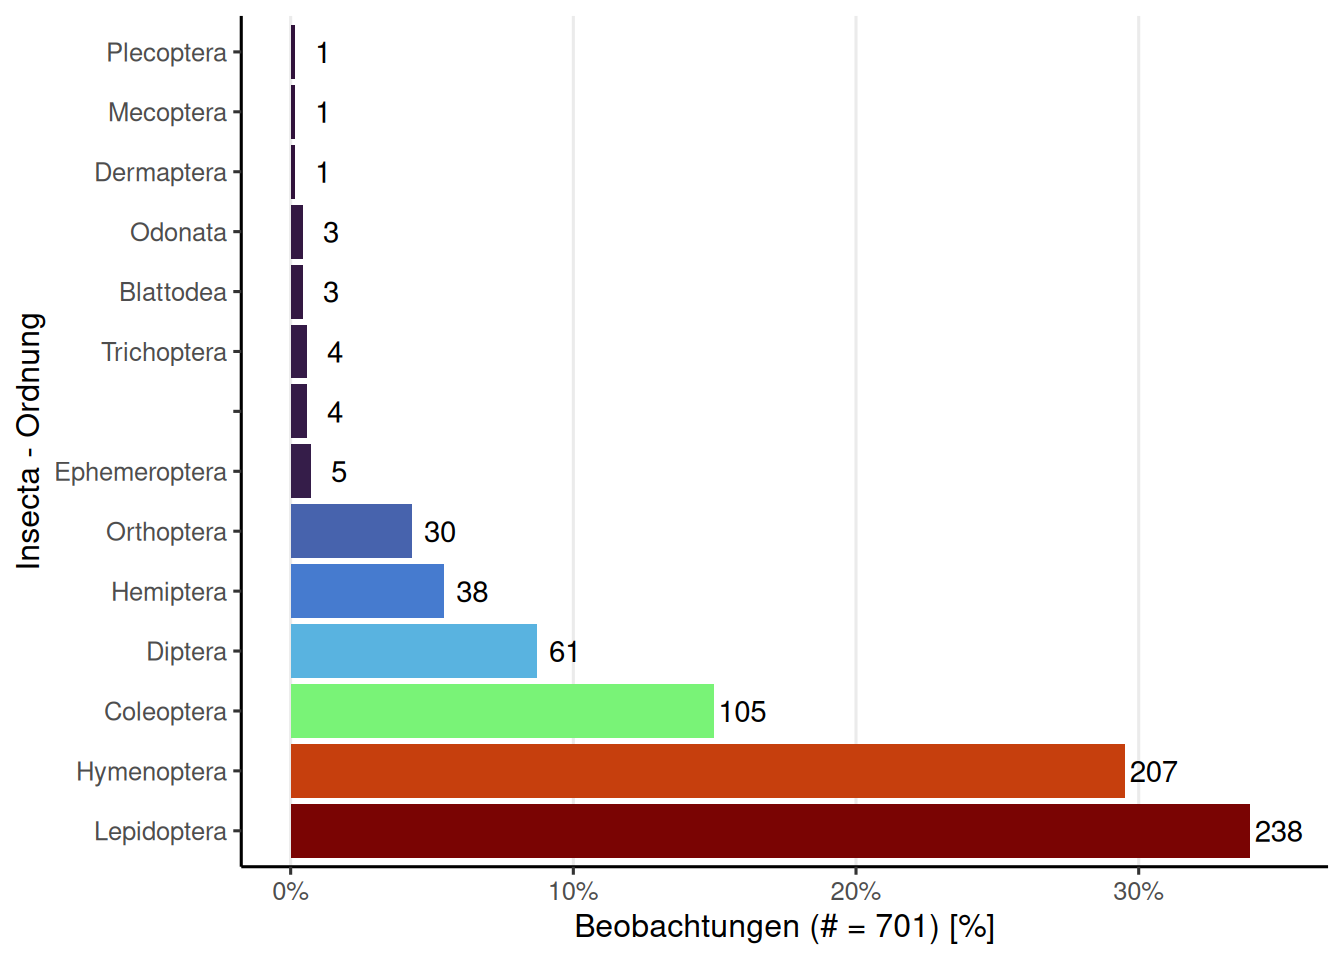 Plecoptera 1
Mecoptera 1
Dermaptera 1
Odonata 3
Blattodea 3
Trichoptera 4
4
Ephemeroptera 5
Orthoptera 30
Hemiptera 38
Diptera 61
Coleoptera 105
Hymenoptera 207
Lepidoptera 238
Insecta - Ordnung
0% 10% 20% 30%
Beobachtungen (# = 701) [%]